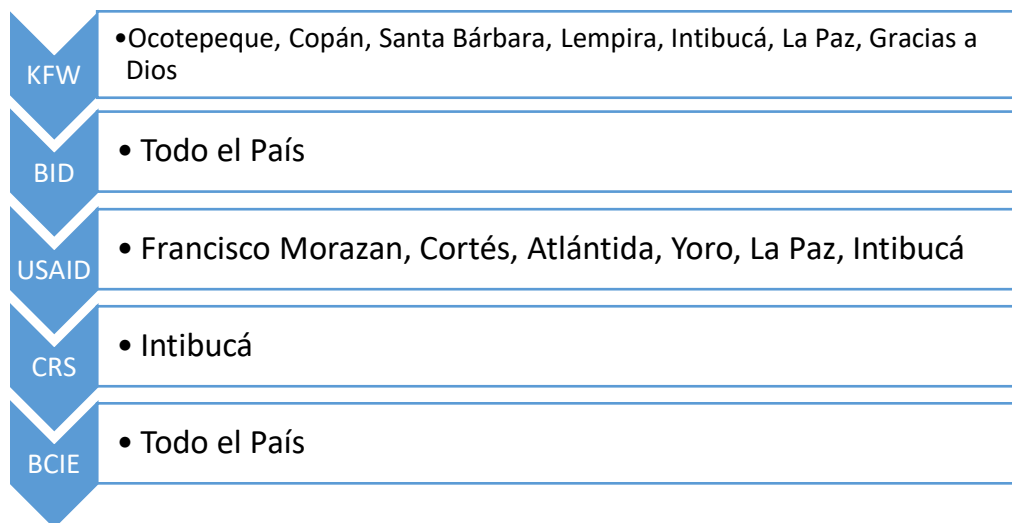 KFW
•Ocotepeque, Copán, Santa Bárbara, Lempira, Intibucá, La Paz, Gracias a
Dios
BID
• Todo el País
USAID
• Francisco Morazan, Cortés, Atlántida, Yoro, La Paz, Intibucá
CRS
• Intibucá
BCIE
• Todo el País